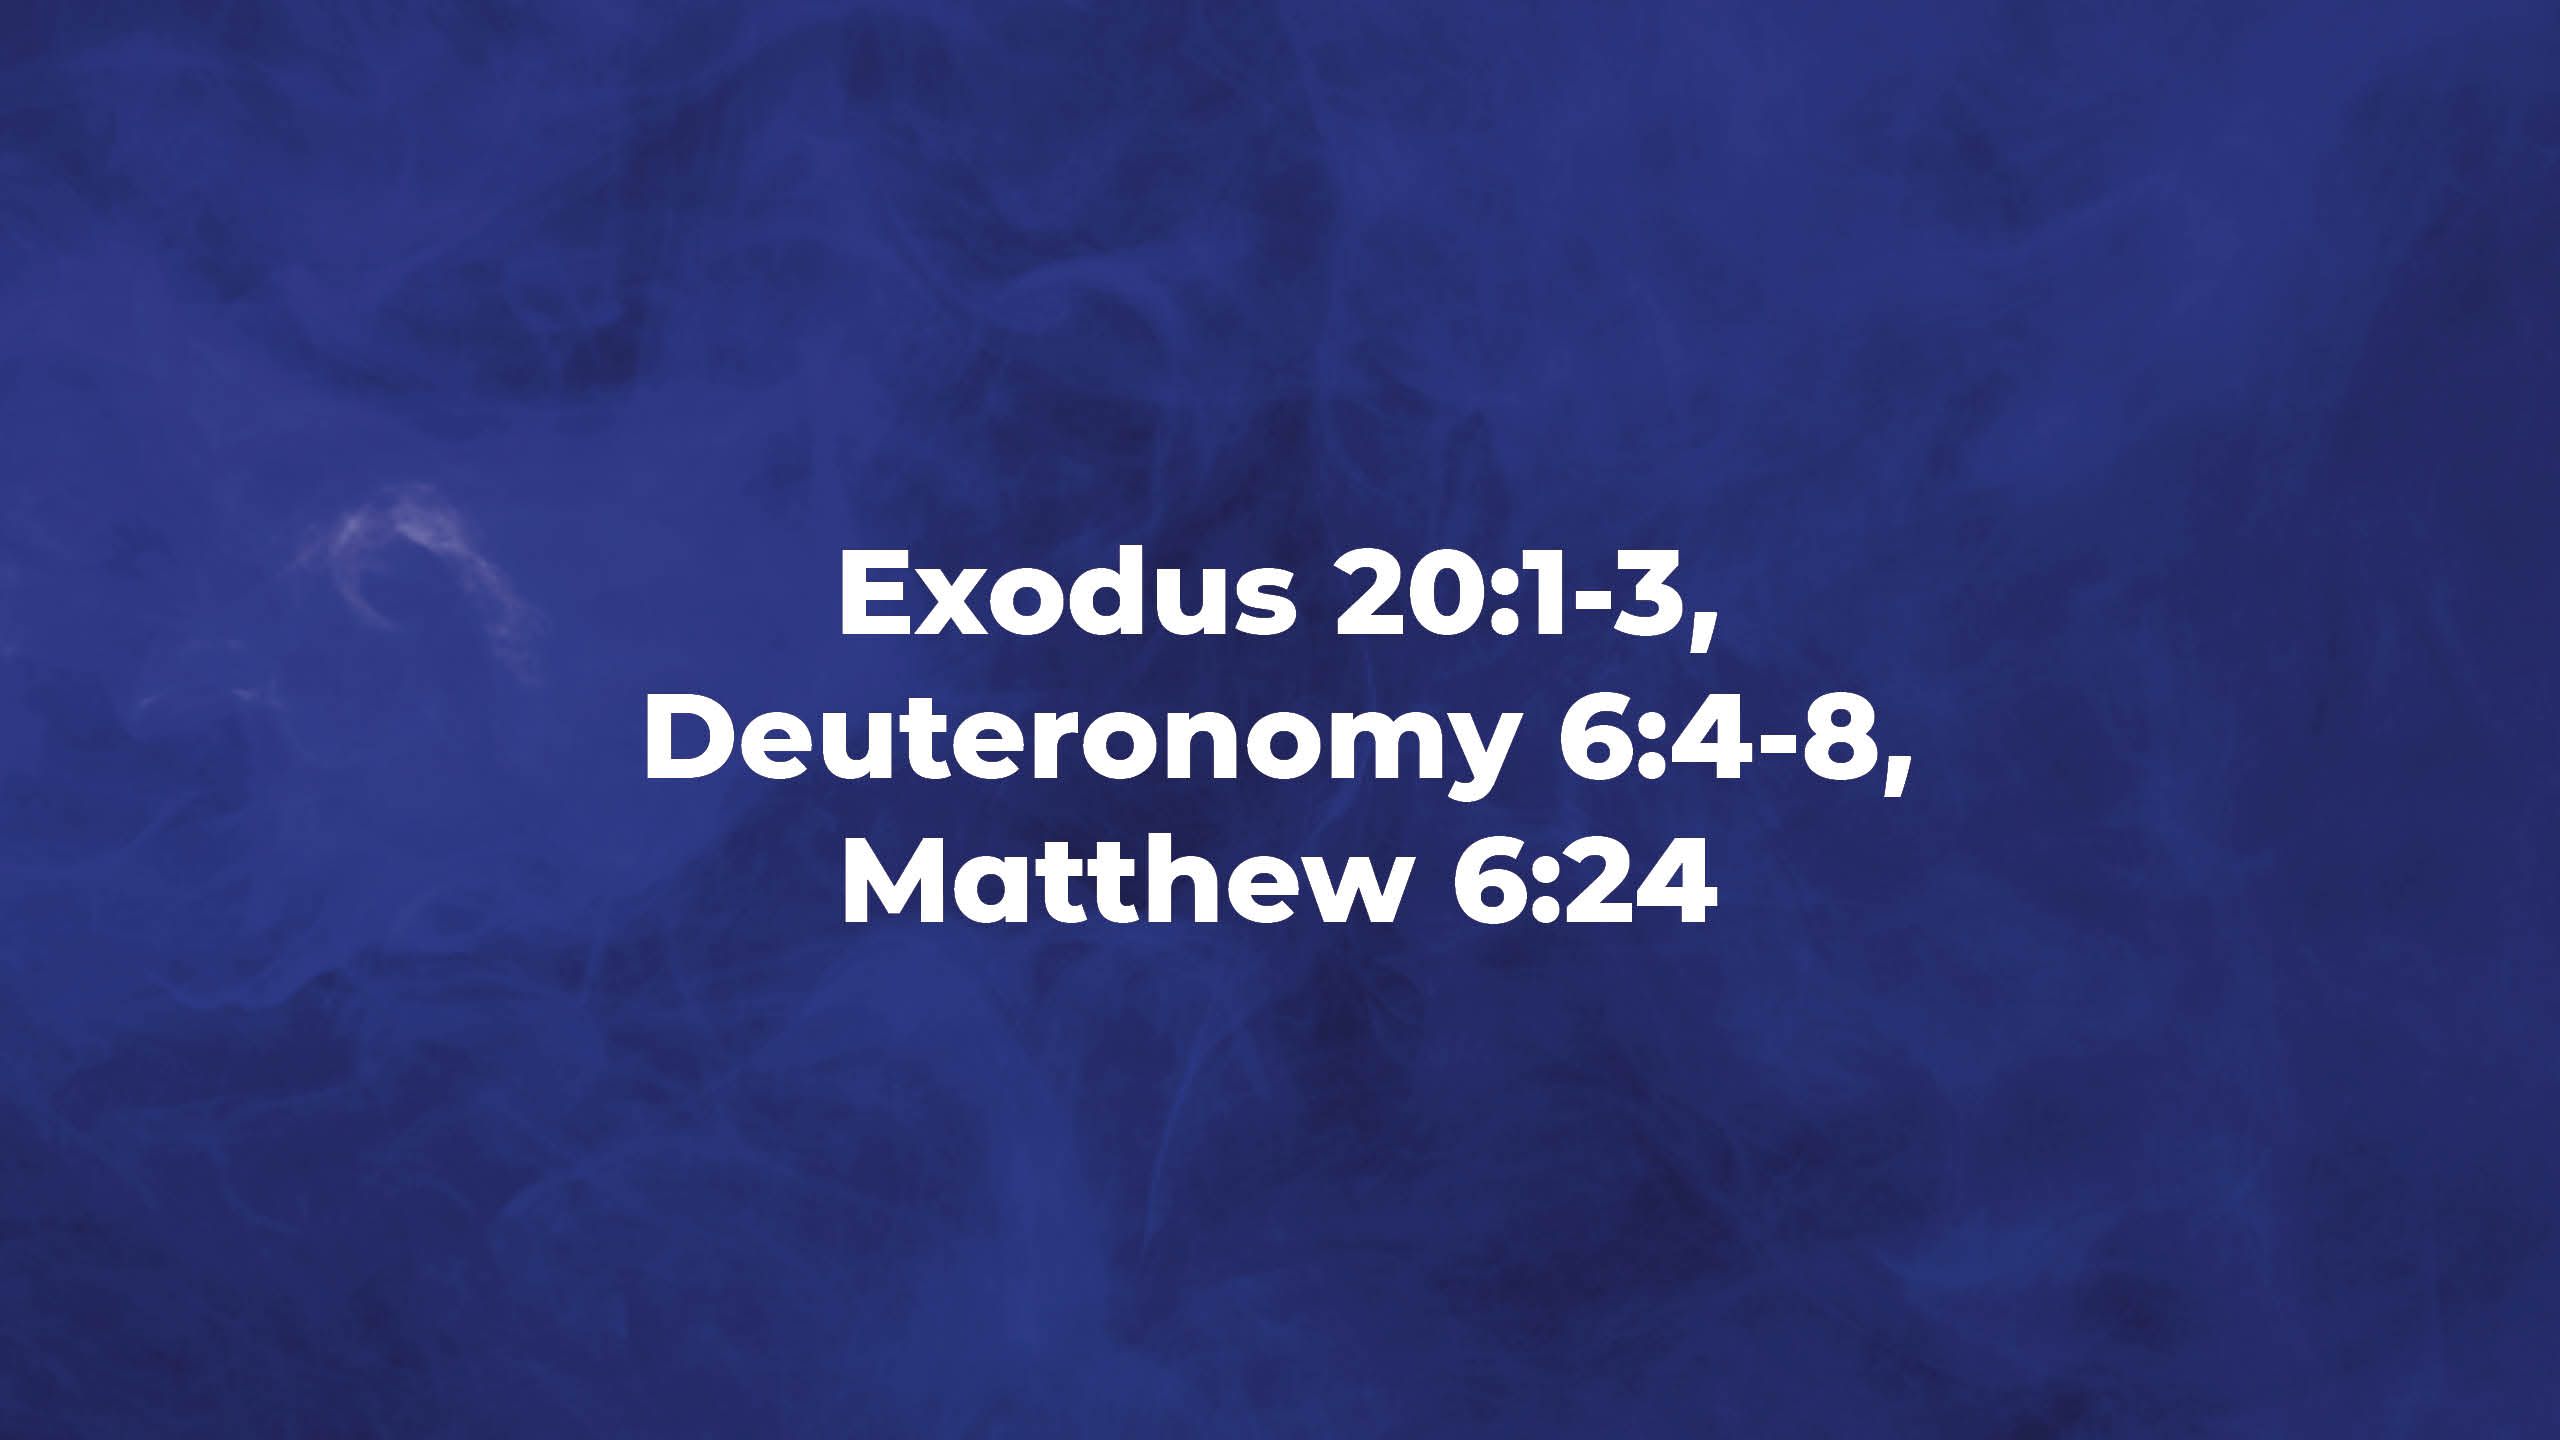 Exodus 20:1-3,
Deuteronomy 6:4-8,
Matthew 6:24